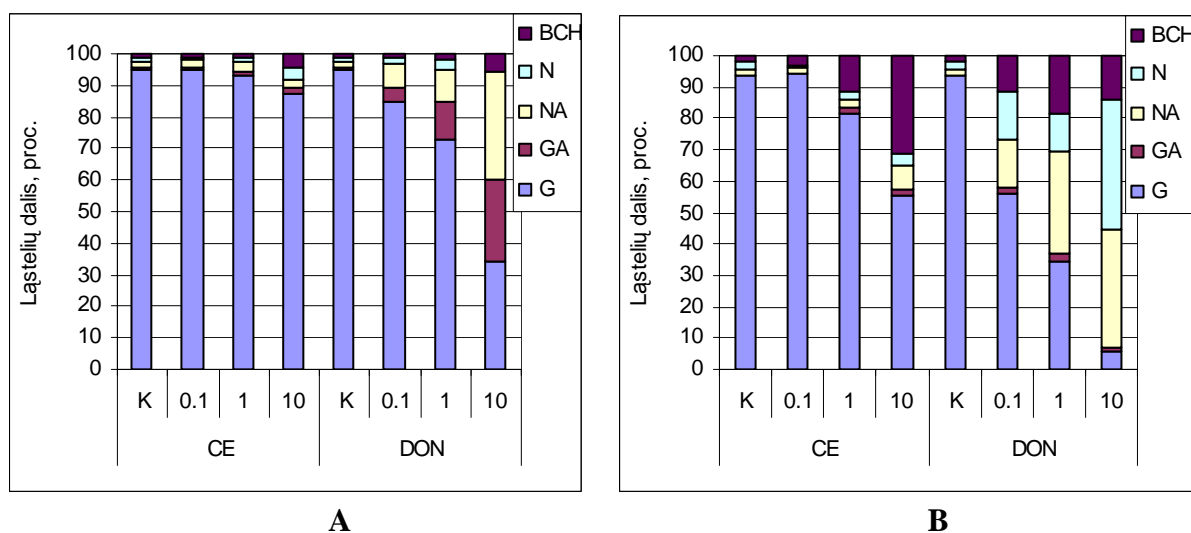 Ląstelių dalis, proc.
100
90
80
70
60
50
40
30
20
10
0
K 0.1 1 10 K 0.1 1 10
CE DON
BCH
N
NA
GA
G
A
Ląstelių dalis, proc.
100
90
80
70
60
50
40
30
20
10
0
K 0.1 1 10 K 0.1 1 10
CE DON
BCH
N
NA
GA
G
B